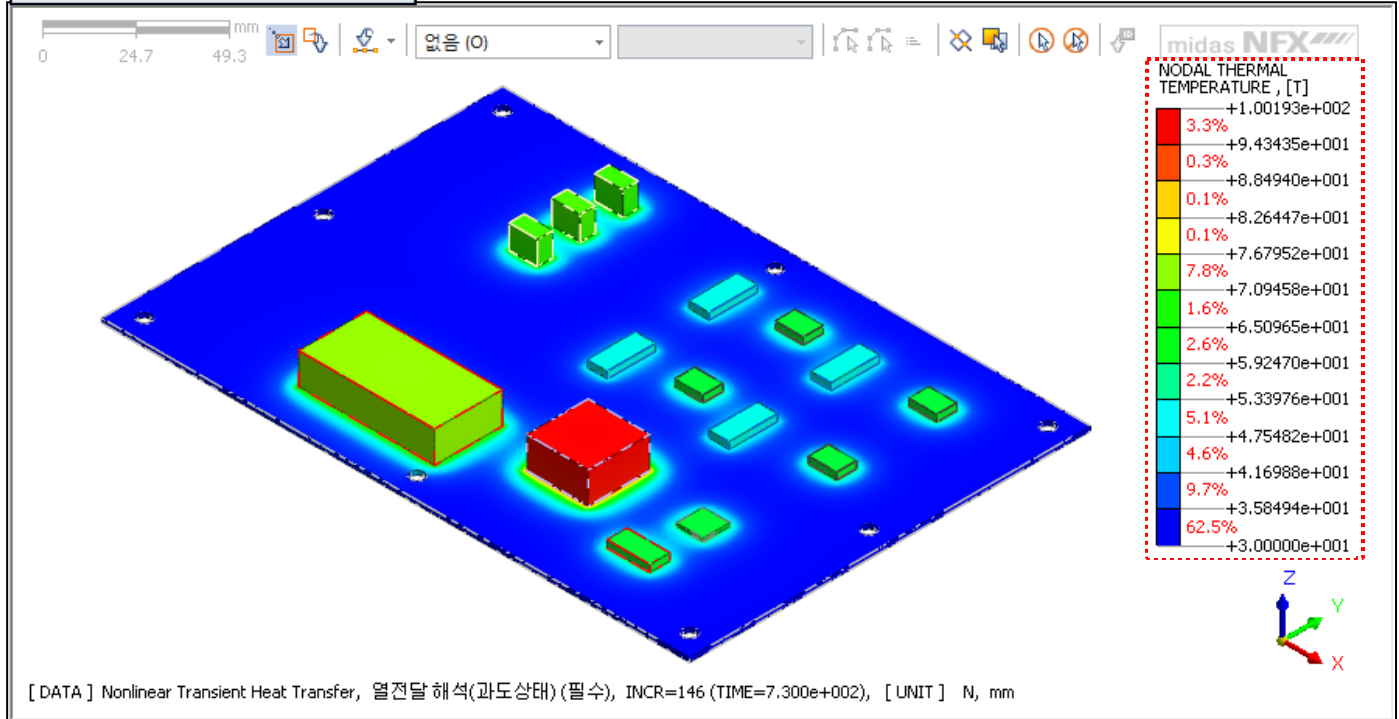 mm
없음 (0)
0 24.7 49.3
midas NFX
NODAL THERMAL
TEMPERATURE , [T]
+1.00193e+002
3.3%
+9.43435e+001
0.3%
+8.84940e+001
0.1%
+8.26447e+001
0.1%
+7.67952e+001
7.8%
+7.09458e+001
1.6%
+6.50965e+001
2.6%
+5.92470e+001
2.2%
+5.33976e+001
5.1%
+4.75482e+001
4.6%
+4.16988e+001
9.7%
+3.58494e+001
62.5%
+3.00000e+001
Z
Y
X
[ DATA ] Nonlinear Transient Heat Transfer, 열전달 해석(과도상태) (필수), INCR=146 (TIME=7.300e+002), [ UNIT ] N, mm